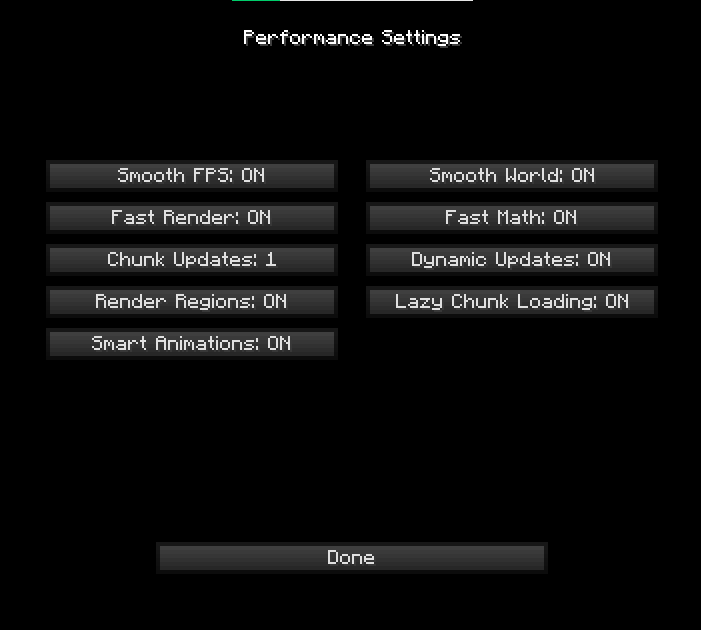 Performance Settings
Smooth FPS: ON
Smooth World: ON
Fast Render: ON
Fast Math: ON
Chunk Updates: 1
Dynamic Updates: ON
Render Regions: ON
Lazy Chunk Loading: ON
Smart Animations: ON
Done